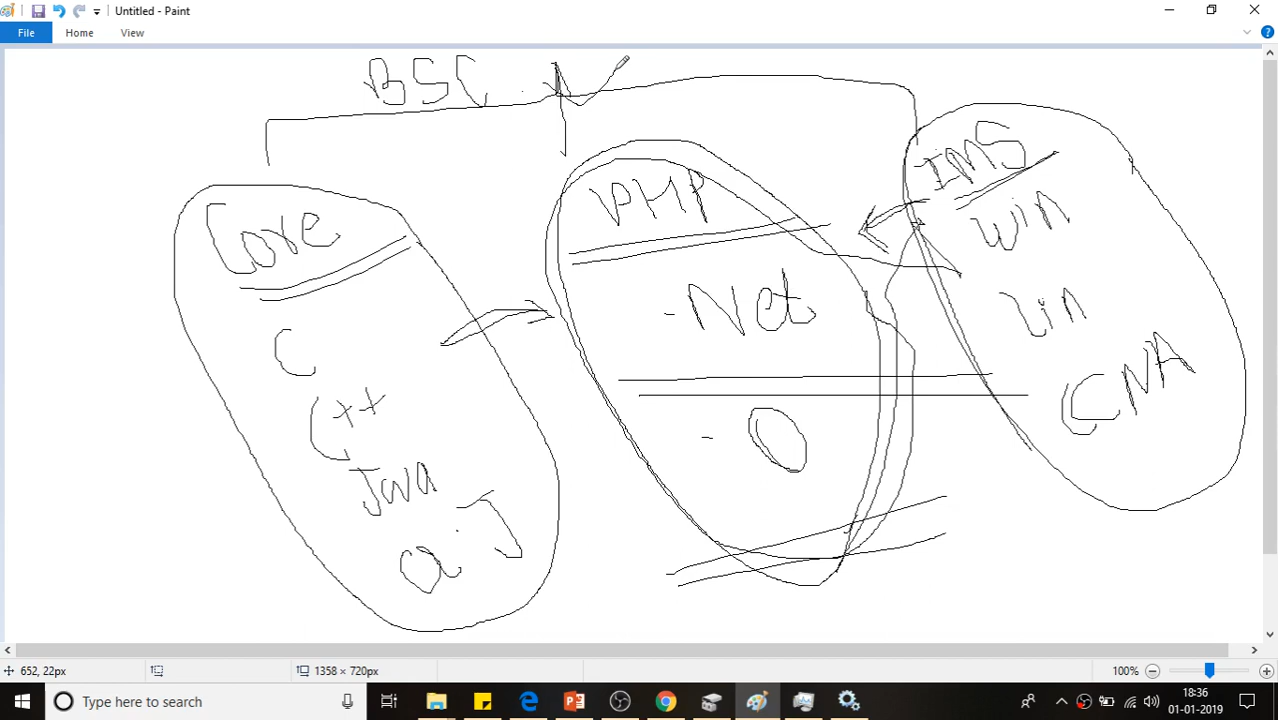 Untitled - Paint
File Home View
BSC
Core
C
C++
Java
a.J
PHP
-Net
- O
IMS
Win
Lin
CNA
652, 22px
1358 × 720px
100%
Type here to search
18:36
01-01-2019